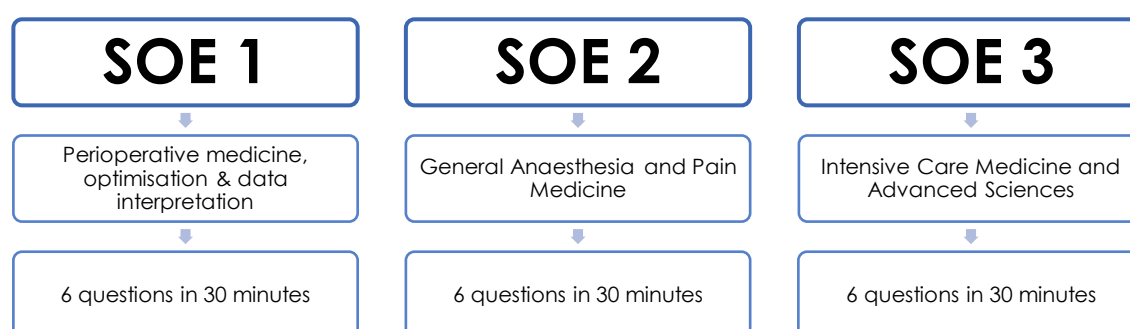 SOE 1
Perioperative medicine,
optimisation & data
interpretation
6 questions in 30 minutes
SOE 2
General Anaesthesia and Pain
Medicine
6 questions in 30 minutes
SOE 3
Intensive Care Medicine and
Advanced Sciences
6 questions in 30 minutes